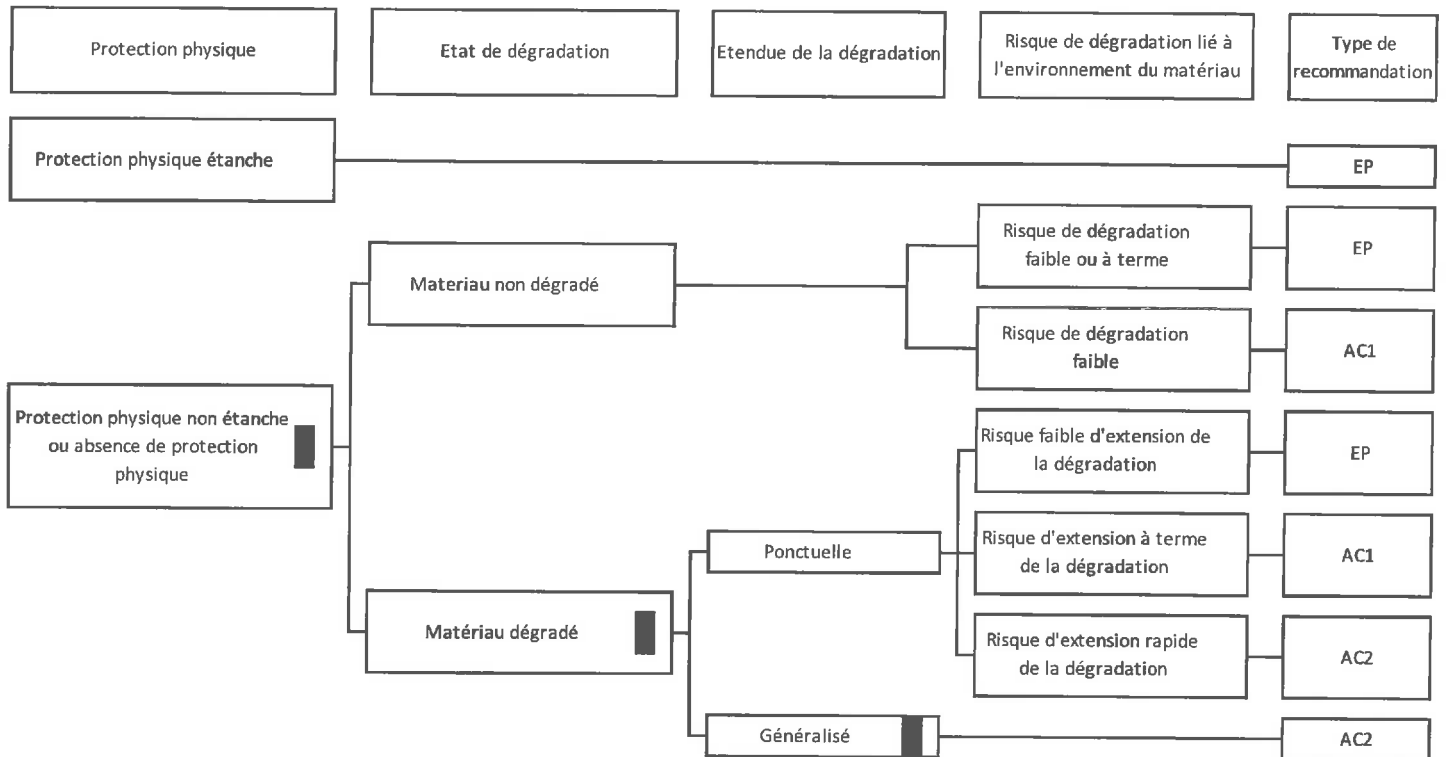 Protection physique
Etat de dégradation
Etendue de la dégradation
Risque de dégradation lié à
l'environnement du matériau
Type de
recommandation
Protection physique étanche
EP
Materiau non dégradé
Risque de dégradation
faible ou à terme
EP
Risque de dégradation
faible
AC1
Protection physique non étanche
ou absence de protection
physique
Matériau dégradé
Ponctuelle
Risque faible d'extension de
la dégradation
EP
Risque d'extension à terme
de la dégradation
AC1
Risque d'extension rapide
de la dégradation
AC2
Généralisé
AC2